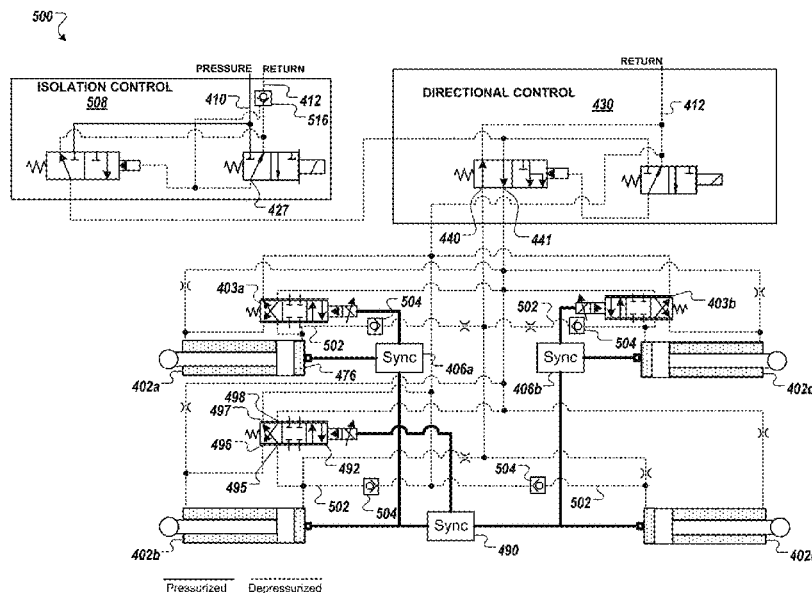 500
PRESSURE
RETURN
RETURN
ISOLATION CONTROL
508
410
412
516
427
DIRECTIONAL CONTROL
430
412
440
441
403a
504
502
502
403b
504
Sync
Sync
402a
476
406a
406b
498
497
496
495
492
504
502
504
502
Sync
402b
490
Pressurized
Depressurized